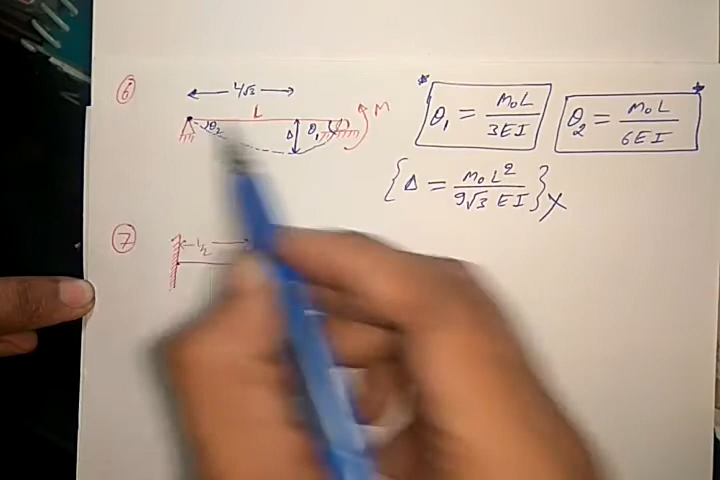 ⑥
L/√3
L
M
θ₂
Δ
θ₁
* θ₁ = M₀L / 3EI
θ₂ = M₀L / 6EI *
{Δ = M₀L² / 9√3 EI} ×
⑦
L/2